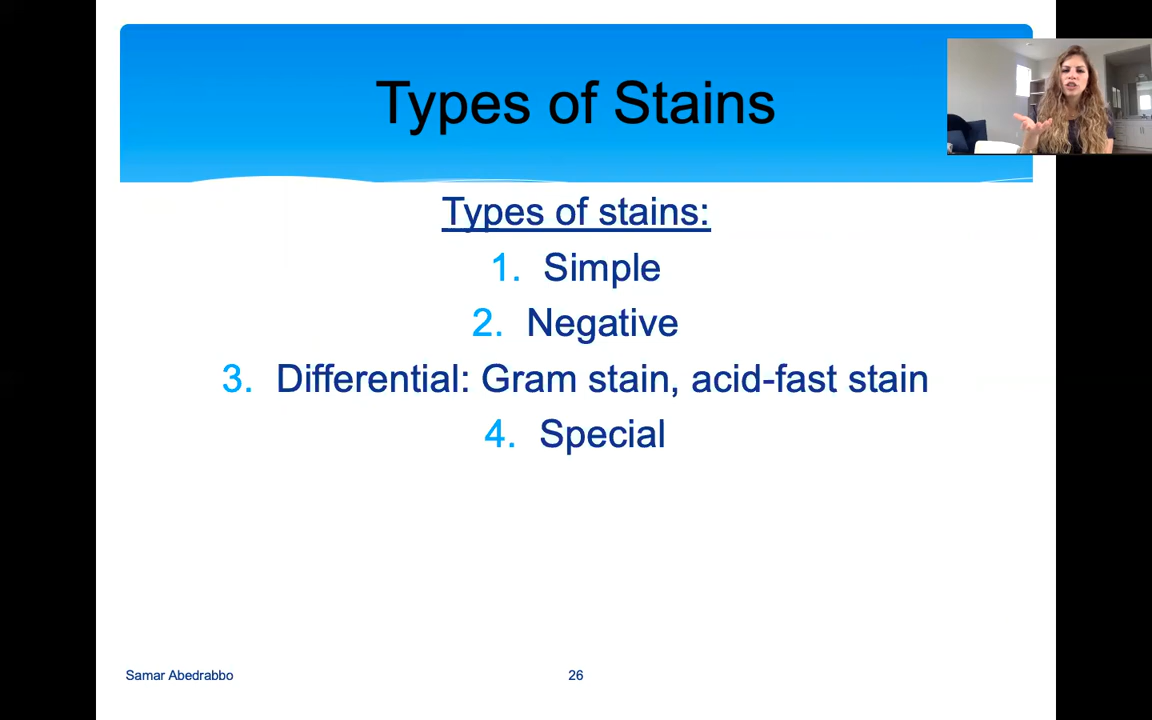 Types of Stains
Types of stains:
1. Simple
2. Negative
3. Differential: Gram stain, acid-fast stain
4. Special
Samar Abedrabbo
26